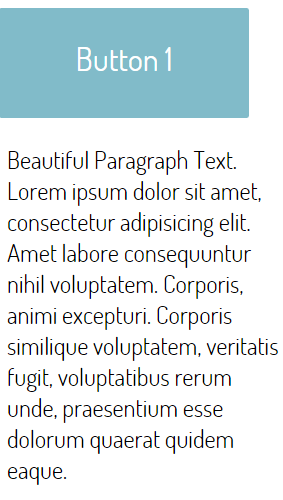 Button 1
Beautiful Paragraph Text.
Lorem ipsum dolor sit amet,
consectetur adipisicing elit.
Amet labore consequuntur
nihil voluptatem. Corporis,
animi excepturi. Corporis
similique voluptatem, veritatis
fugit, voluptatibus rerum
unde, praesentium esse
dolorum quaerat quidem
eaque.